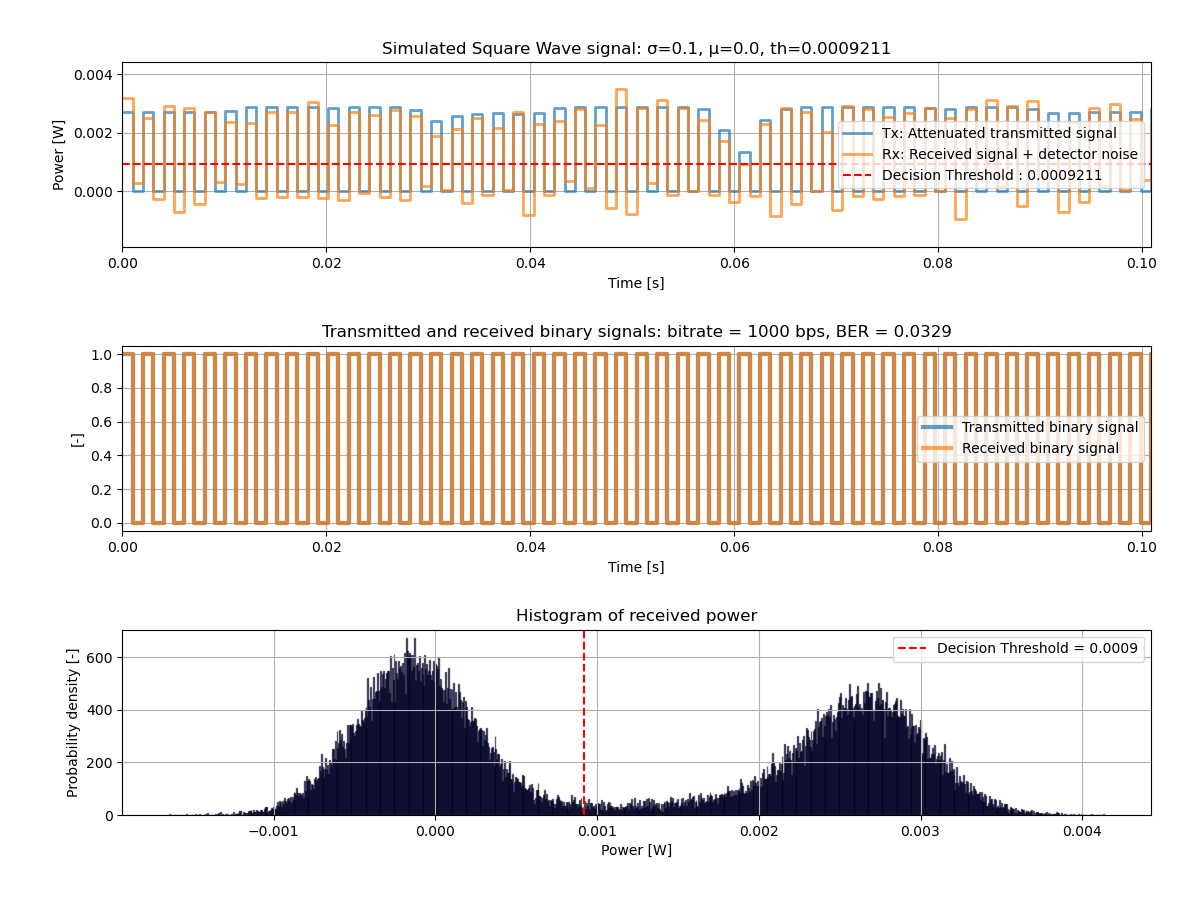 Simulated Square Wave signal: σ=0.1, μ=0.0, th=0.0009211
Power [W]
0.004
0.002
0.000
Tx: Attenuated transmitted signal
Rx: Received signal + detector noise
Decision Threshold : 0.0009211
0.00 0.02 0.04 0.06 0.08 0.10
Time [s]
Transmitted and received binary signals: bitrate = 1000 bps, BER = 0.0329
[-]
1.0
0.8
0.6
0.4
0.2
0.0
Transmitted binary signal
Received binary signal
0.00 0.02 0.04 0.06 0.08 0.10
Time [s]
Histogram of received power
Probability density [-]
600
400
200
0
Decision Threshold = 0.0009
−0.001 0.000 0.001 0.002 0.003 0.004
Power [W]